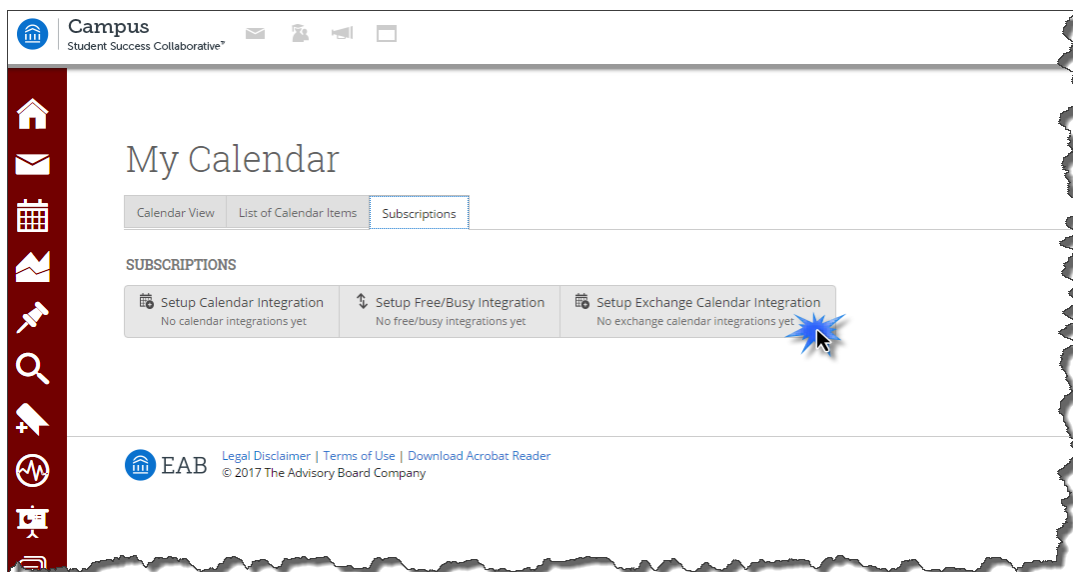 Campus
Student Success Collaborative™
My Calendar
Calendar View
List of Calendar Items
Subscriptions
SUBSCRIPTIONS
Setup Calendar Integration
No calendar integrations yet
Setup Free/Busy Integration
No free/busy integrations yet
Setup Exchange Calendar Integration
No exchange calendar integrations yet
EAB
Legal Disclaimer | Terms of Use | Download Acrobat Reader
© 2017 The Advisory Board Company